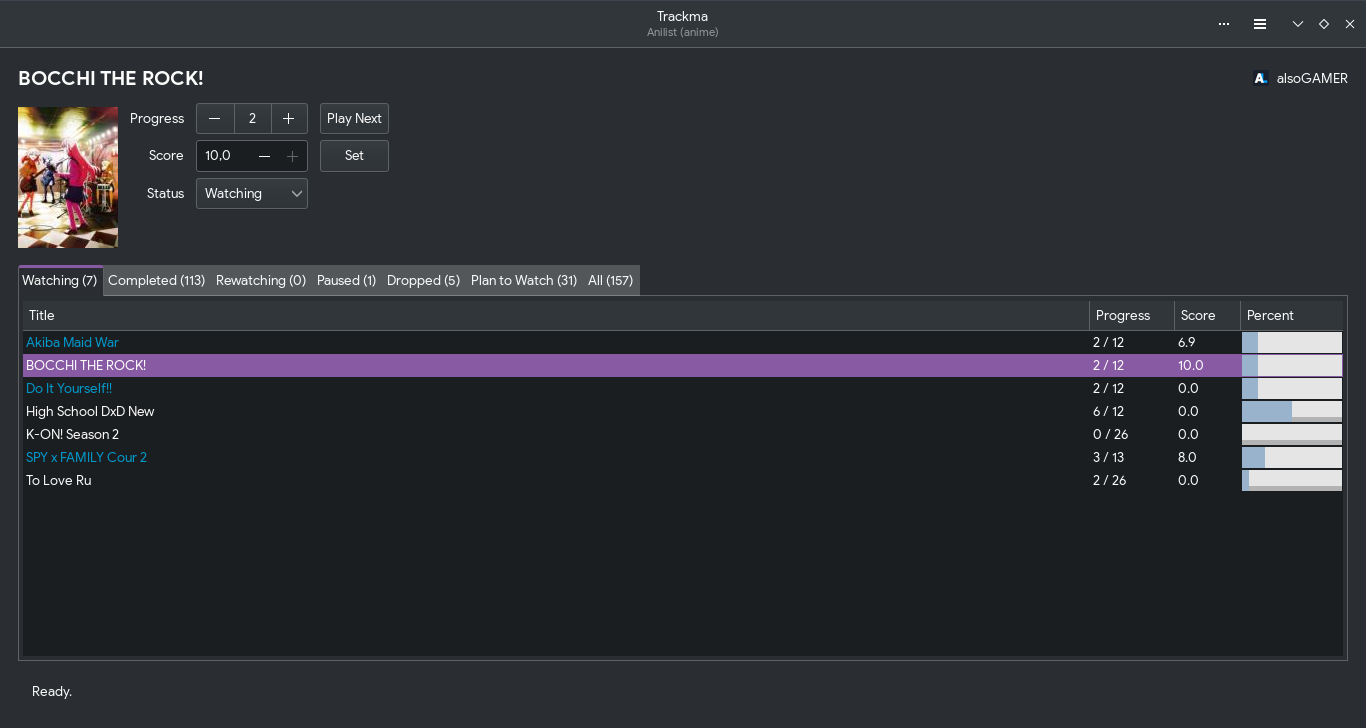 Trackma
Anilist (anime)
BOCCHI THE ROCK!
AL alsoGAMER
Progress 2 Play Next
Score 10,0 Set
Status Watching
Watching (7) Completed (113) Rewatching (0) Paused (1) Dropped (5) Plan to Watch (31) All (157)
Title Progress Score Percent
Akiba Maid War 2 / 12 6.9
BOCCHI THE ROCK! 2 / 12 10.0
Do It Yourself!! 2 / 12 0.0
High School DxD New 6 / 12 0.0
K-ON! Season 2 0 / 26 0.0
SPY x FAMILY Cour 2 3 / 13 8.0
To Love Ru 2 / 26 0.0
Ready.